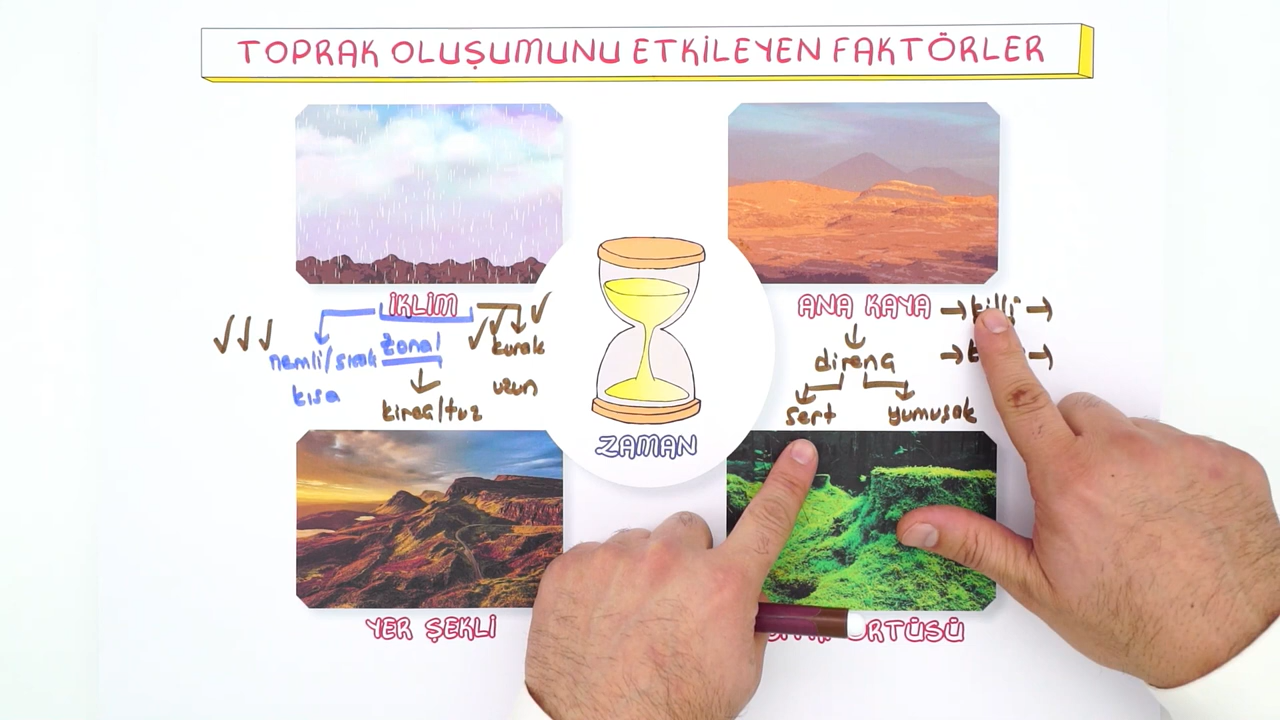 TOPRAK OLUŞUMUNU ETKİLEYEN FAKTÖRLER
İKLİM
nemli/sıcak
kısa
zonal
kireç/tuz
kurak
uzun
ZAMAN
ANA KAYA → killi →
direnç
sert
yumuşak
YER ŞEKLİ
ÖRTÜSÜ